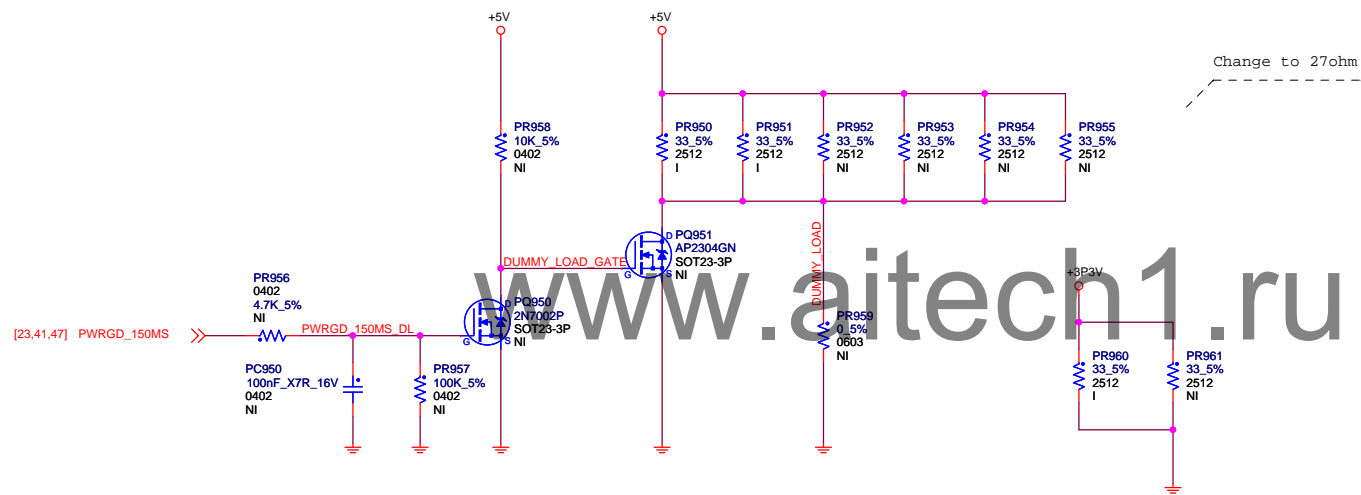 +5V
+5V
Change to 27ohm
PR958
10K_5%
0402
NI
PR950
33_5%
2512
I
PR951
33_5%
2512
I
PR952
33_5%
2512
NI
PR953
33_5%
2512
NI
PR954
33_5%
2512
NI
PR955
33_5%
2512
NI
D
PQ951
AP2304GN
SOT23-3P
NI
G
S
DUMMY_LOAD_GATE
DUMMY_LOAD
PR956
0402
4.7K_5%
NI
D
PQ950
2N7002P
SOT23-3P
NI
G
S
www.aitech1.ru
+3P3V
[23,41,47] PWRGD_150MS
PWRGD_150MS_DL
PR959
0_5%
0603
NI
PC950
100nF_X7R_16V
0402
NI
PR957
100K_5%
0402
NI
PR960
33_5%
2512
I
PR961
33_5%
2512
NI